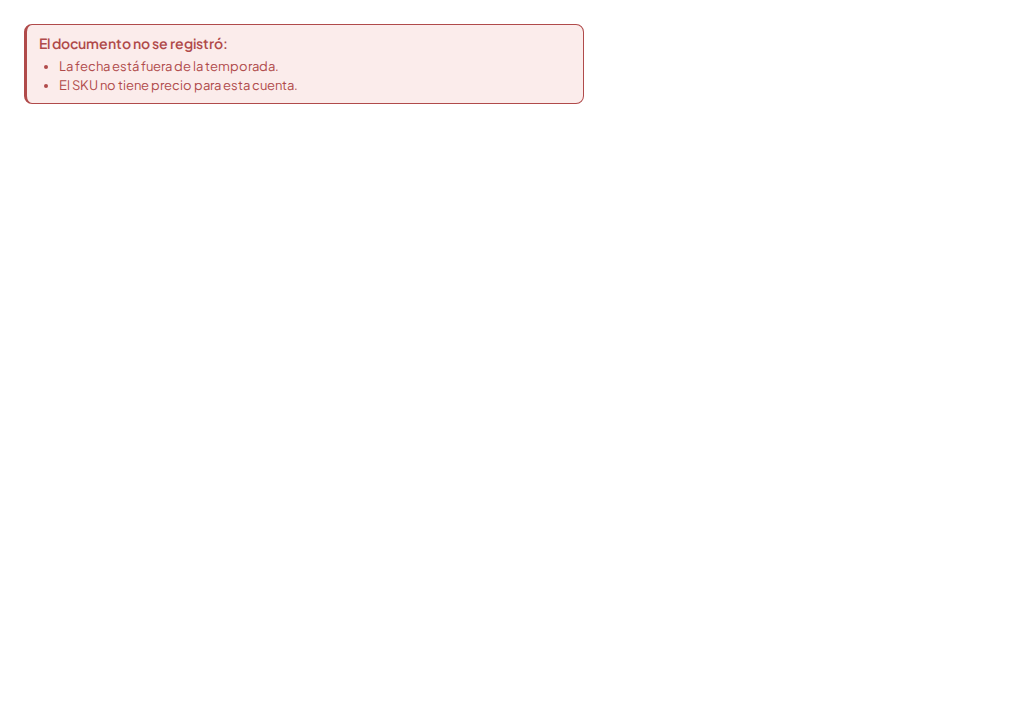 El documento no se registró:
La fecha está fuera de la temporada.
El SKU no tiene precio para esta cuenta.